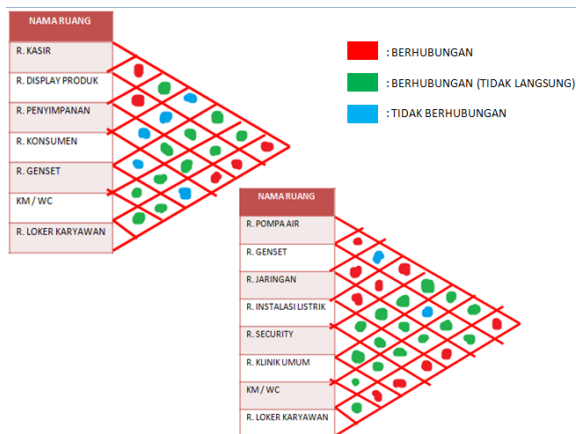 NAMA RUANG
R. KASIR
R. DISPLAY PRODUK
R. PENYIMPANAN
R. KONSUMEN
R. GENSET
KM / WC
R. LOKER KARYAWAN
: BERHUBUNGAN
: BERHUBUNGAN (TIDAK LANGSUNG)
: TIDAK BERHUBUNGAN
NAMA RUANG
R. POMPA AIR
R. GENSET
R. JARINGAN
R. INSTALASI LISTRIK
R. SECURITY
R. KLINIK UMUM
KM / WC
R. LOKER KARYAWAN